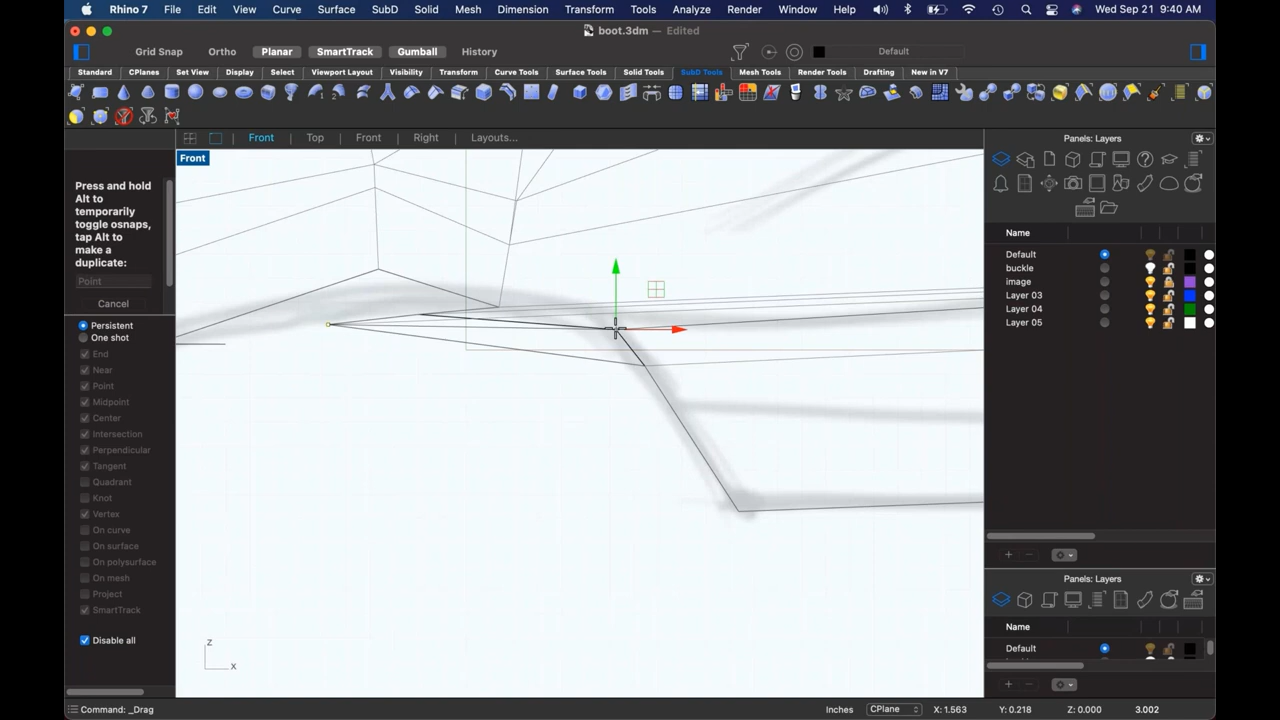 Rhino 7 File Edit View Curve Surface SubD Solid Mesh Dimension Transform Tools Analyze Render Window Help Wed Sep 21 9:40 AM
boot.3dm — Edited
Grid Snap Ortho Planar SmartTrack Gumball History Default
Standard CPlanes Set View Display Select Viewport Layout Visibility Transform Curve Tools Surface Tools Solid Tools SubD Tools Mesh Tools Render Tools Drafting New in V7
Front Top Front Right Layouts...
Panels: Layers
Front
Press and hold
Alt to
temporarily
toggle osnaps,
tap Alt to
make a
duplicate:
Point
Cancel
Persistent
One shot
End
Near
Point
Midpoint
Center
Intersection
Perpendicular
Tangent
Quadrant
Knot
Vertex
On curve
On surface
On polysurface
On mesh
Project
SmartTrack
Disable all
Z
X
Name
Default
buckle
image
Layer 03
Layer 04
Layer 05
Panels: Layers
Name
Default
Command: _Drag
Inches CPlane X: 1.563 Y: 0.218 Z: 0.000 3.002